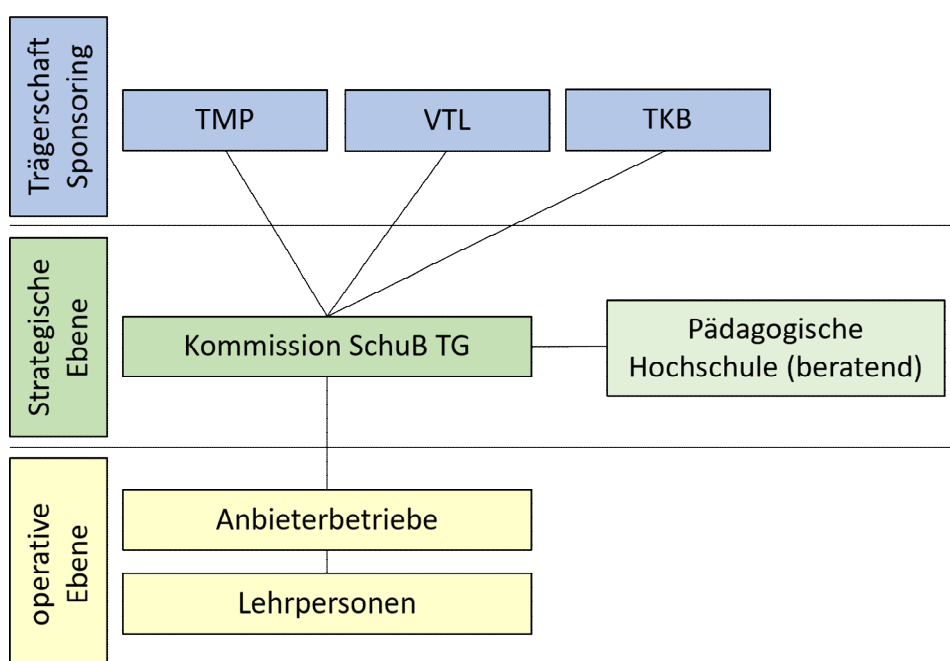 Trägerschaft
Sponsoring
TMP
VTL
TKB
Strategische
Ebene
Kommission SchuB TG
Pädagogische
Hochschule (beratend)
operative
Ebene
Anbieterbetriebe
Lehrpersonen